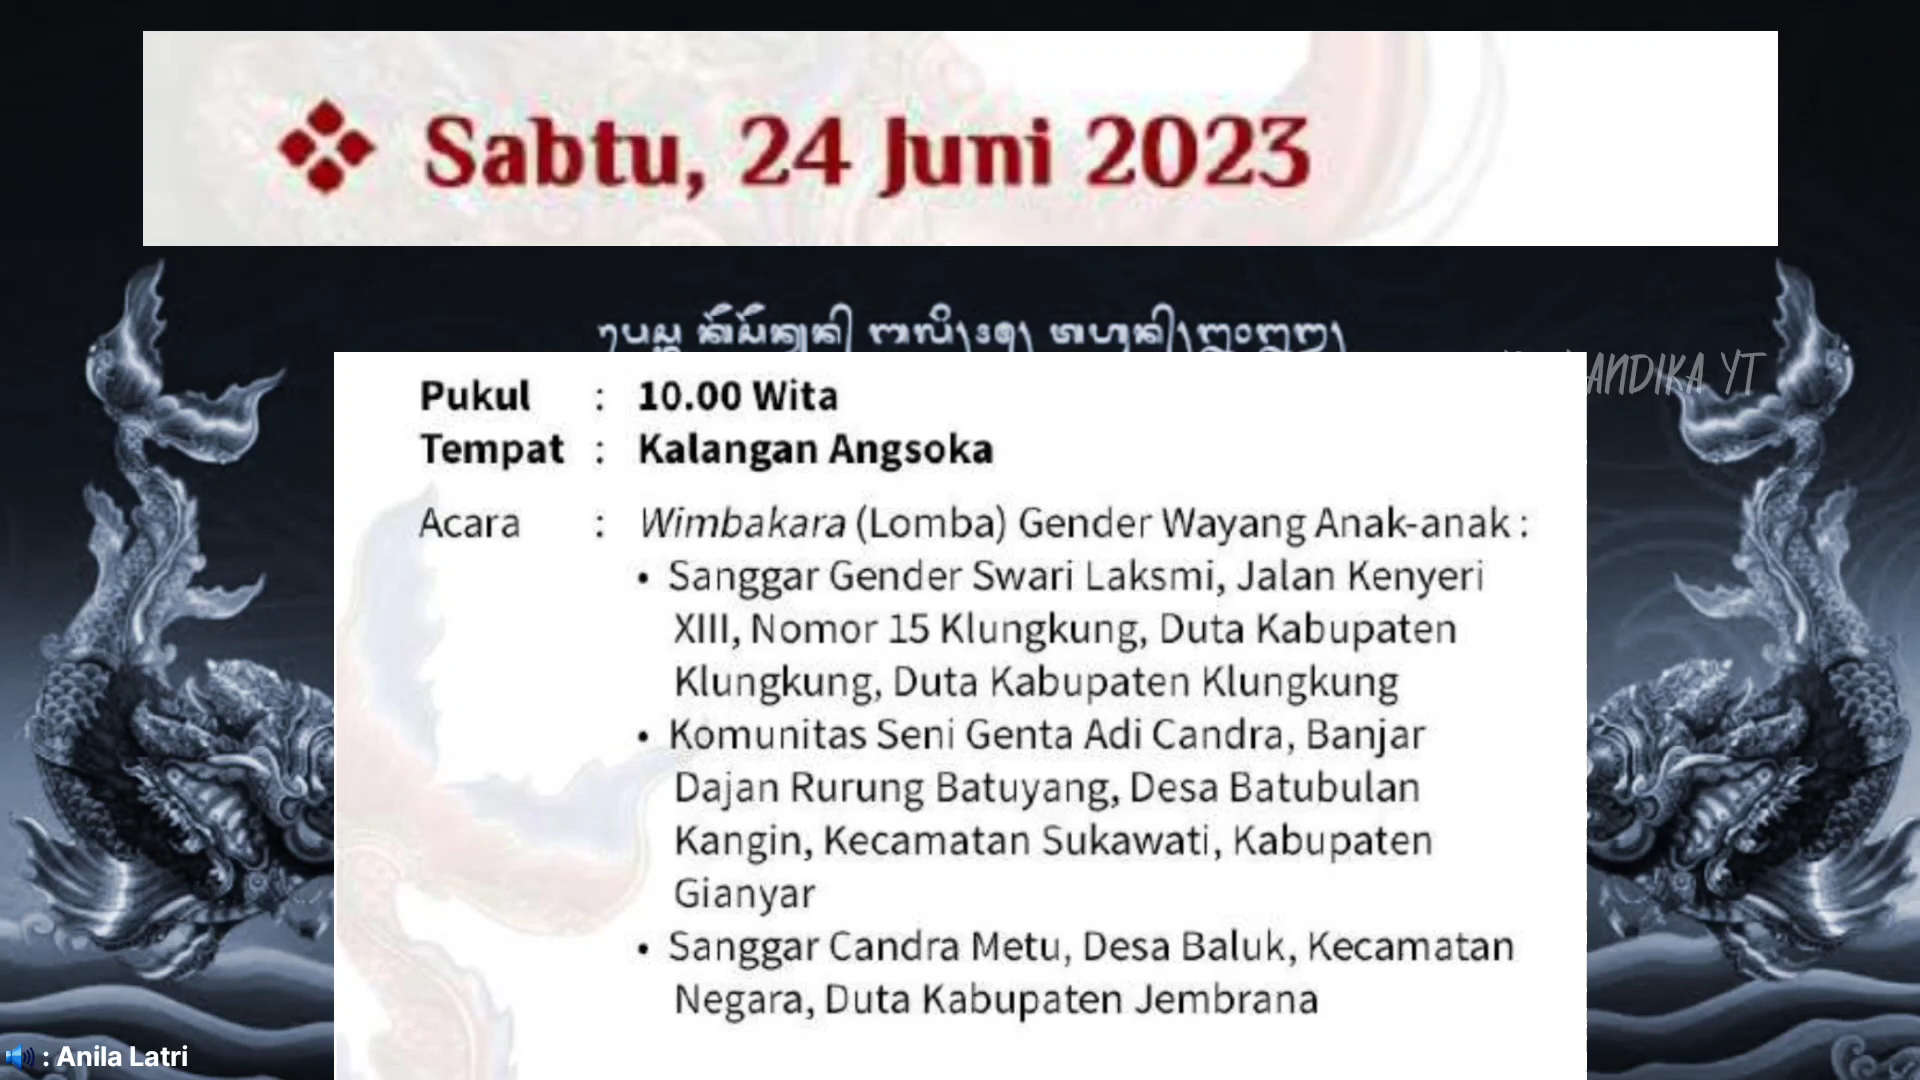 Sabtu, 24 Juni 2023
Pukul : 10.00 Wita
Tempat : Kalangan Angsoka
Acara : Wimbakara (Lomba) Gender Wayang Anak-anak :
• Sanggar Gender Swari Laksmi, Jalan Kenyeri
XIII, Nomor 15 Klungkung, Duta Kabupaten
Klungkung, Duta Kabupaten Klungkung
• Komunitas Seni Genta Adi Candra, Banjar
Dajan Rurung Batuyang, Desa Batubulan
Kangin, Kecamatan Sukawati, Kabupaten
Gianyar
• Sanggar Candra Metu, Desa Baluk, Kecamatan
Negara, Duta Kabupaten Jembrana
ANDIKA YT
: Anila Latri